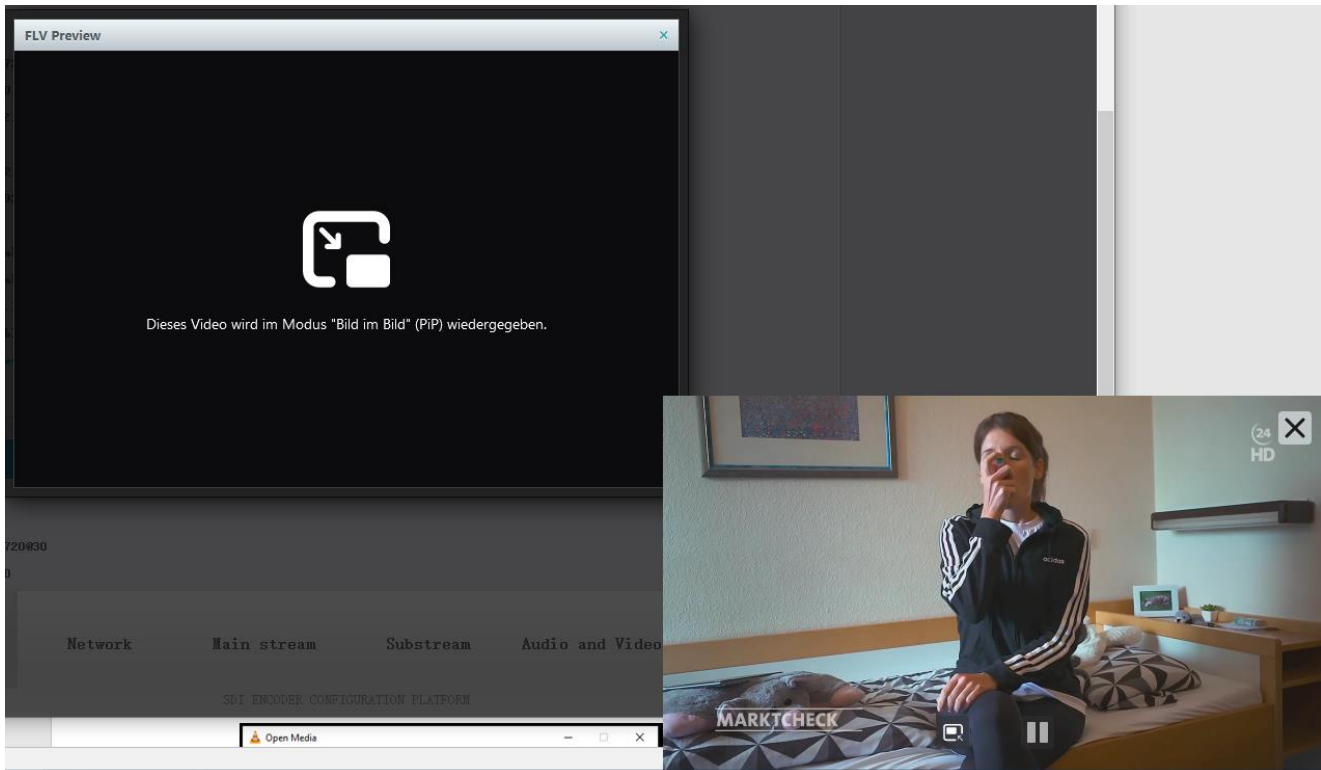 FLV Preview
Dieses Video wird im Modus "Bild im Bild" (PiP) wiedergegeben.
24
HD
adidas
720@30
0
Network Main stream Substream Audio and Video
SDI ENCODER CONFIGURATION PLATFORM
MARKTCHECK
Open Media